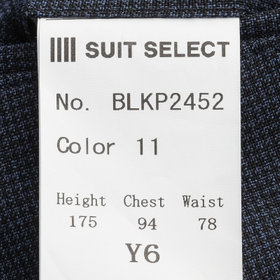 SUIT SELECT
No. BLKP2452
Color 11
Height Chest Waist
175 94 78
Y6